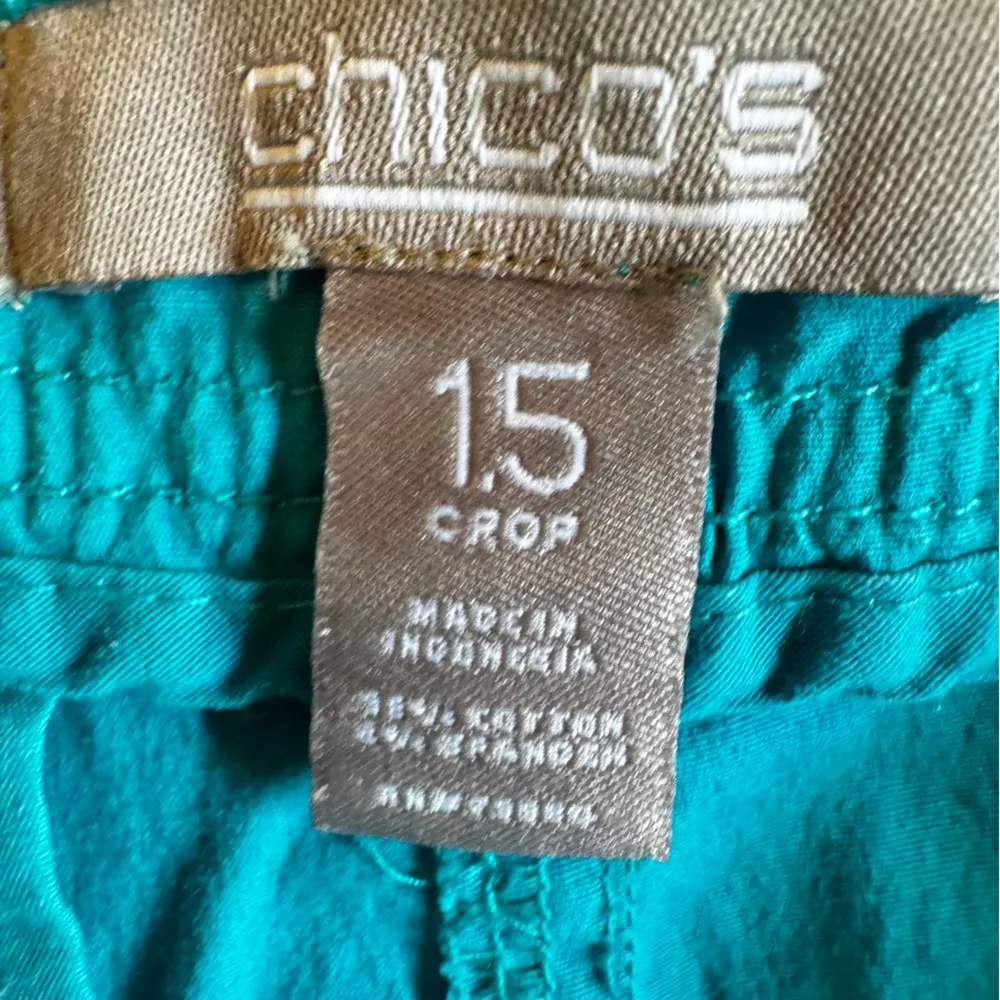 chico's
1.5
CROP
MADE IN
INDONESIA
COTTON
SPANDEX